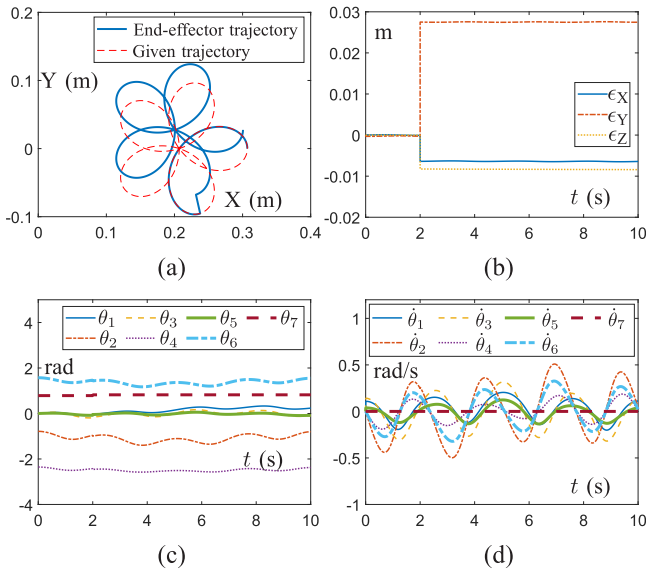 0.2
0.1
0
-0.1
Y (m)
X (m)
End-effector trajectory
Given trajectory
0 0.1 0.2 0.3 0.4
(a)
0.03
0.02
0.01
0
-0.01
-0.02
m
ϵX
ϵY
ϵZ
t (s)
0 2 4 6 8 10
(b)
4
2
0
-2
-4
θ1 θ3 θ5 θ7
θ2 θ4 θ6
rad
t (s)
0 2 4 6 8 10
(c)
1
0.5
0
-0.5
-1
θ̇1 θ̇3 θ̇5 θ̇7
θ̇2 θ̇4 θ̇6
rad/s
t (s)
0 2 4 6 8 10
(d)